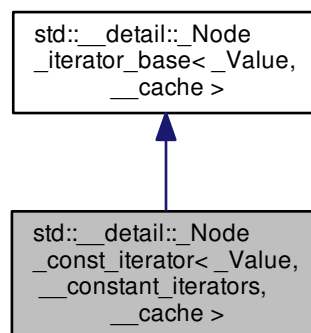 std::__detail::_Node
_iterator_base< _Value,
__cache >
std::__detail::_Node
_const_iterator< _Value,
__constant_iterators,
__cache >